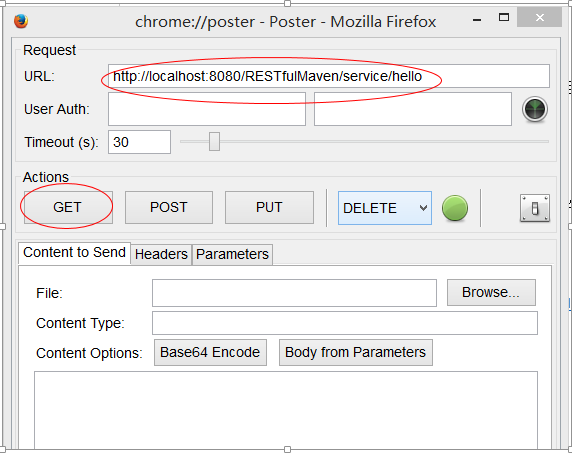 chrome://poster - Poster - Mozilla Firefox
Request
URL: http://localhost:8080/RESTfulMaven/service/hello
User Auth:
Timeout (s): 30
Actions
GET POST PUT DELETE
Content to Send Headers Parameters
File: Browse...
Content Type:
Content Options: Base64 Encode Body from Parameters